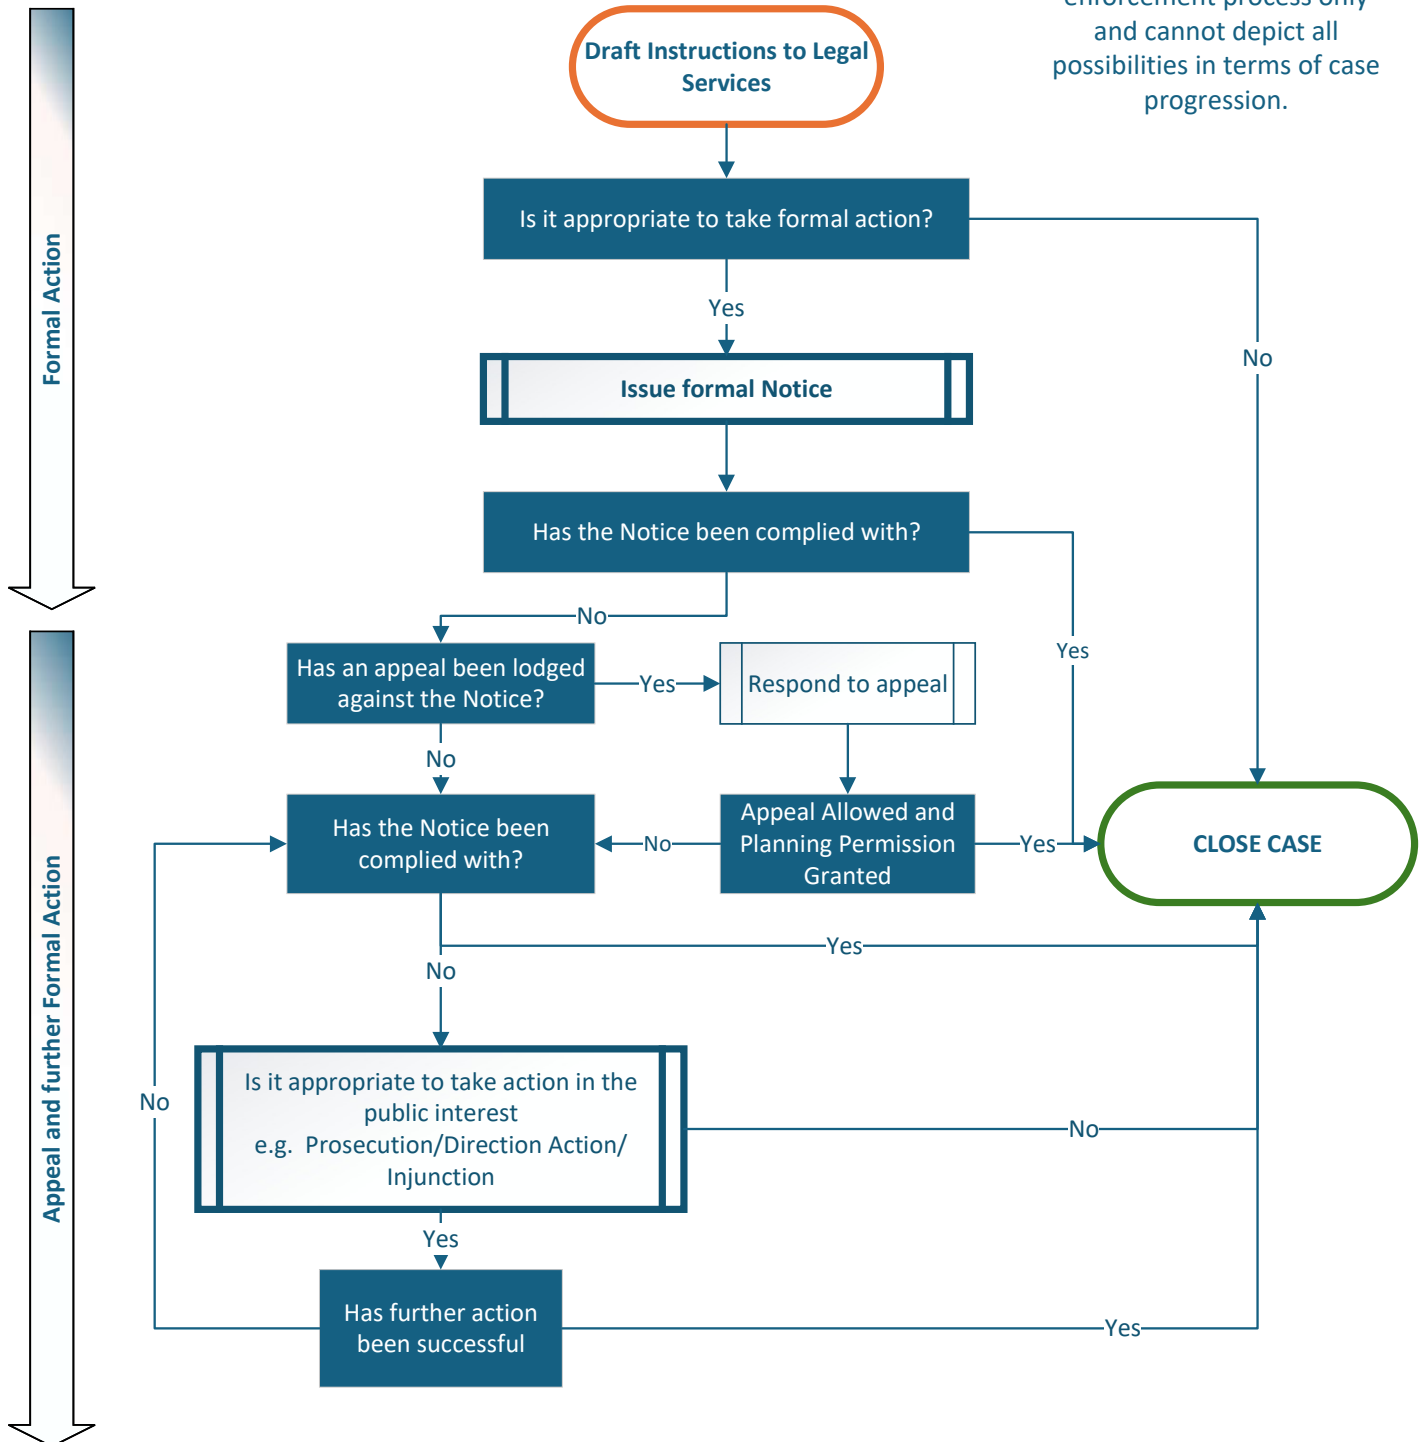 enforcement process only
and cannot depict all
possibilities in terms of case
progression.
Draft Instructions to Legal
Services
Is it appropriate to take formal action?
Yes
No
Issue formal Notice
Has the Notice been complied with?
No
Yes
Formal Action
Has an appeal been lodged
against the Notice?
Yes
Respond to appeal
No
Has the Notice been
complied with?
No
Appeal Allowed and
Planning Permission
Granted
Yes
CLOSE CASE
Yes
No
Is it appropriate to take action in the
public interest
e.g. Prosecution/Direction Action/
Injunction
No
No
Yes
Has further action
been successful
Yes
Appeal and further Formal Action